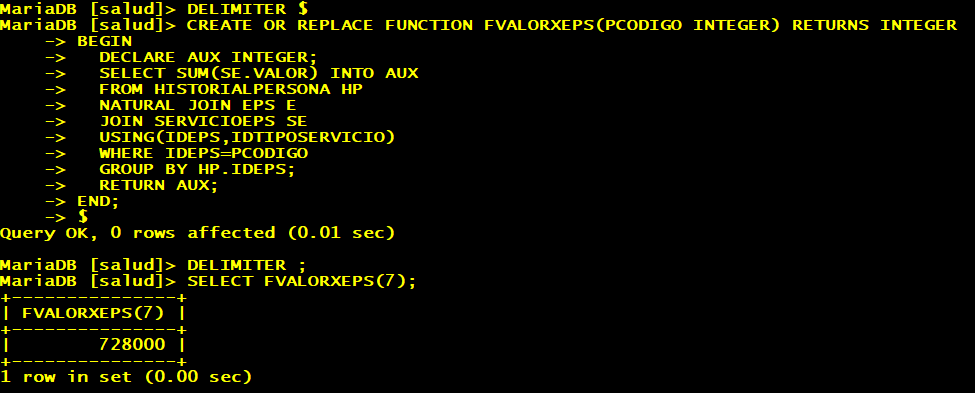 MariaDB [salud]> DELIMITER $
MariaDB [salud]> CREATE OR REPLACE FUNCTION FVALORXEPS(PCODIGO INTEGER) RETURNS INTEGER
    -> BEGIN
    ->   DECLARE AUX INTEGER;
    ->   SELECT SUM(SE.VALOR) INTO AUX
    ->   FROM HISTORIALPERSONA HP
    ->   NATURAL JOIN EPS E
    ->   JOIN SERVICIOEPS SE
    ->   USING(IDEPS,IDTIPOSERVICIO)
    ->   WHERE IDEPS=PCODIGO
    ->   GROUP BY HP.IDEPS;
    ->   RETURN AUX;
    -> END;
    -> $
Query OK, 0 rows affected (0.01 sec)

MariaDB [salud]> DELIMITER ;
MariaDB [salud]> SELECT FVALORXEPS(7);
+---------------+
| FVALORXEPS(7) |
+---------------+
|        728000 |
+---------------+
1 row in set (0.00 sec)